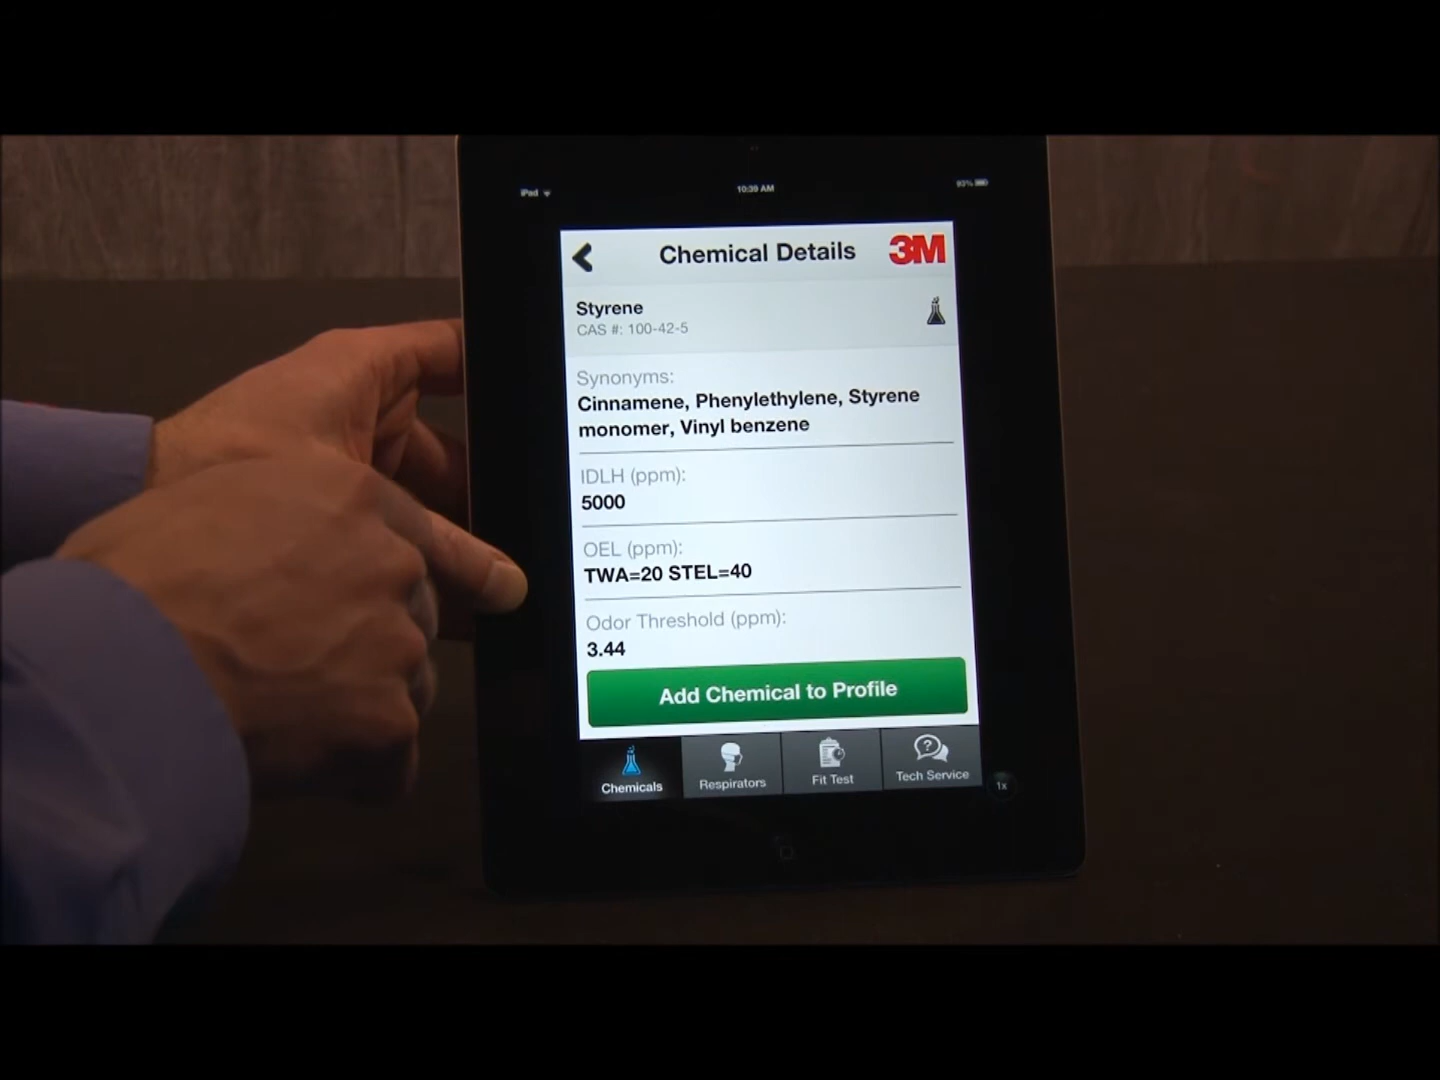 iPad 10:39 AM 93%
Chemical Details 3M
Styrene
CAS #: 100-42-5
Synonyms:
Cinnamene, Phenylethylene, Styrene
monomer, Vinyl benzene
IDLH (ppm):
5000
OEL (ppm):
TWA=20 STEL=40
Odor Threshold (ppm):
3.44
Add Chemical to Profile
Chemicals Respirators Fit Test Tech Service
1x